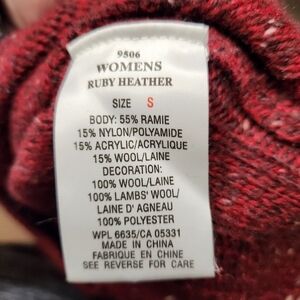 9506
WOMENS
RUBY HEATHER
SIZE S
BODY: 55% RAMIE
15% NYLON/POLYAMIDE
15% ACRYLIC/ACRYLIQUE
15% WOOL/LAINE
DECORATION:
100% WOOL/LAINE
100% LAMBS' WOOL/
LAINE D' AGNEAU
100% POLYESTER
WPL 6635/CA 05331
MADE IN CHINA
FABRIQUE EN CHINE
SEE REVERSE FOR CARE